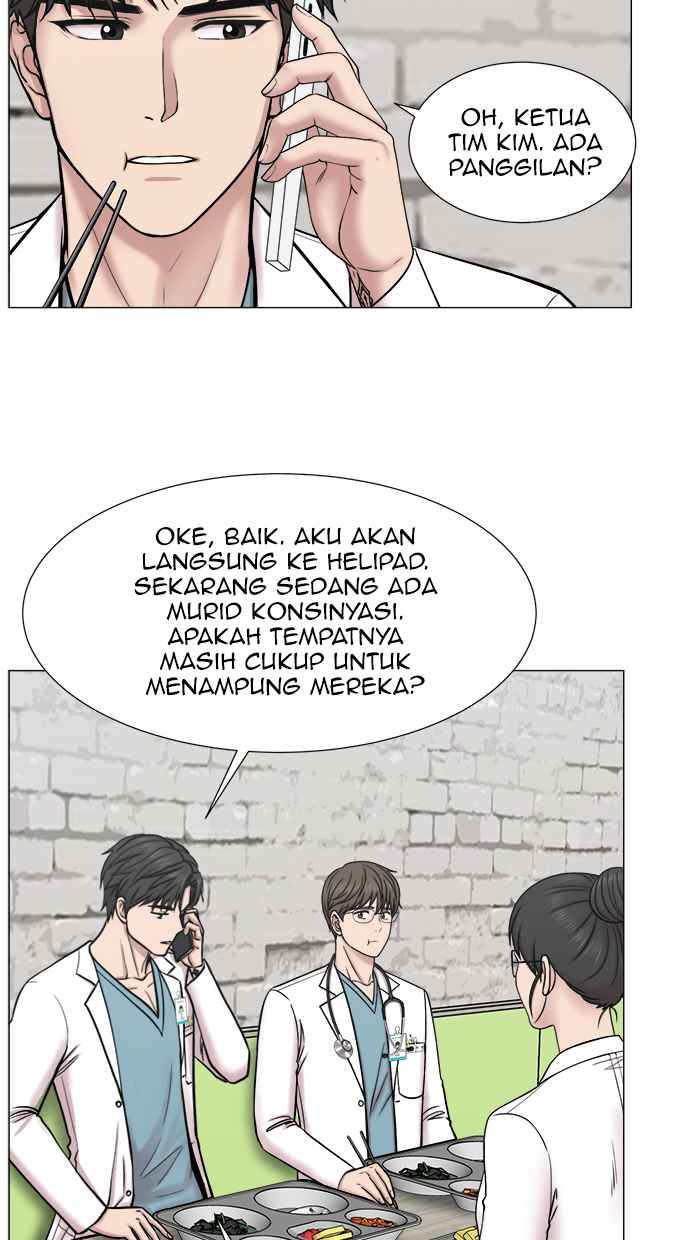 OH, KETUA
TIM KIM. ADA
PANGGILAN?
OKE, BAIK. AKU AKAN
LANGSUNG KE HELIPAD.
SEKARANG SEDANG ADA
MURID KONSINYASI.
APAKAH TEMPATNYA
MASIH CUKUP UNTUK
MENAMPUNG MEREKA?